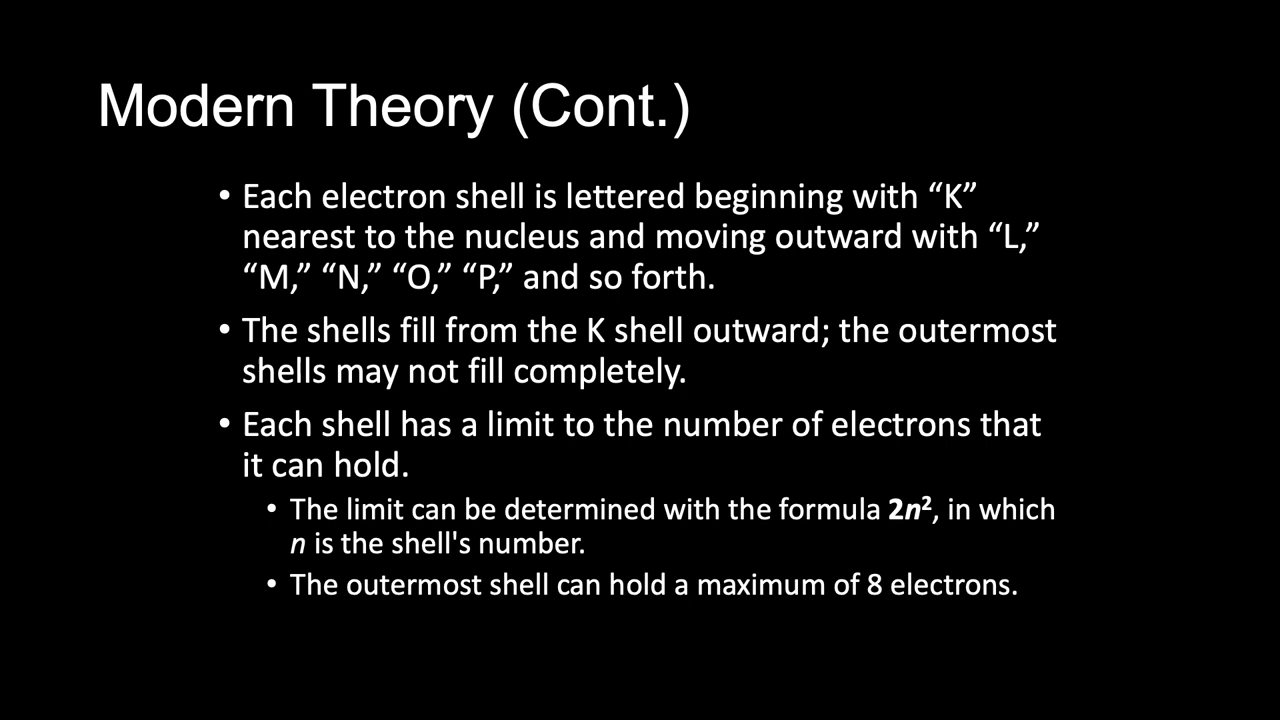 Modern Theory (Cont.)
• Each electron shell is lettered beginning with “K”
nearest to the nucleus and moving outward with “L,”
“M,” “N,” “O,” “P,” and so forth.
• The shells fill from the K shell outward; the outermost
shells may not fill completely.
• Each shell has a limit to the number of electrons that
it can hold.
• The limit can be determined with the formula 2n², in which
n is the shell's number.
• The outermost shell can hold a maximum of 8 electrons.